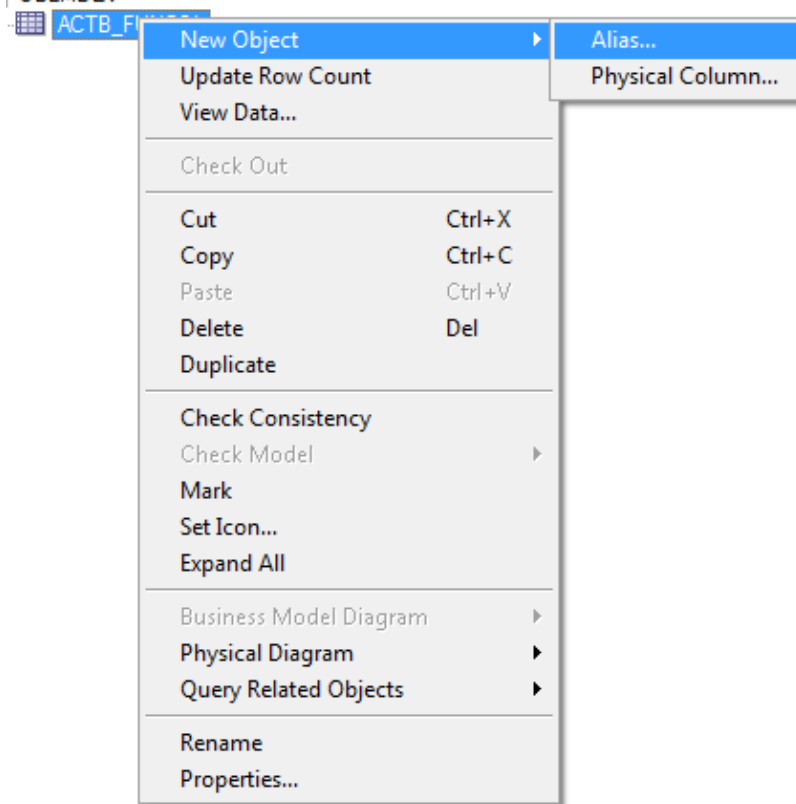 ACTB_
New Object
Alias...
Update Row Count
Physical Column...
View Data...
Check Out
Cut Ctrl+X
Copy Ctrl+C
Paste Ctrl+V
Delete Del
Duplicate
Check Consistency
Check Model
Mark
Set Icon...
Expand All
Business Model Diagram
Physical Diagram
Query Related Objects
Rename
Properties...